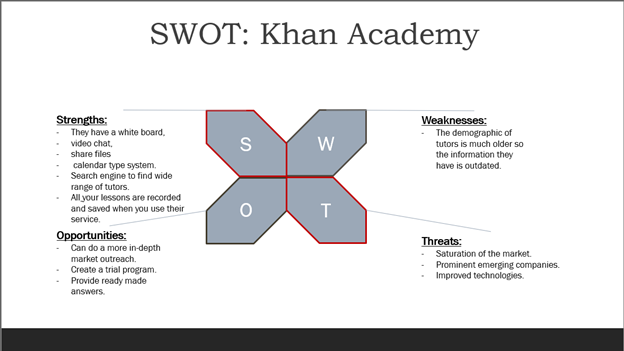 SWOT: Khan Academy
Strengths:
- They have a white board,
- video chat,
- share files
- calendar type system.
- Search engine to find wide
range of tutors.
- All your lessons are recorded
and saved when you use their
service.
S
W
O
T
Weaknesses:
- The demographic of
tutors is much older so
the information they
have is outdated.
Opportunities:
- Can do a more in-depth
market outreach.
- Create a trial program.
- Provide ready made
answers.
Threats:
- Saturation of the market.
- Prominent emerging companies.
- Improved technologies.